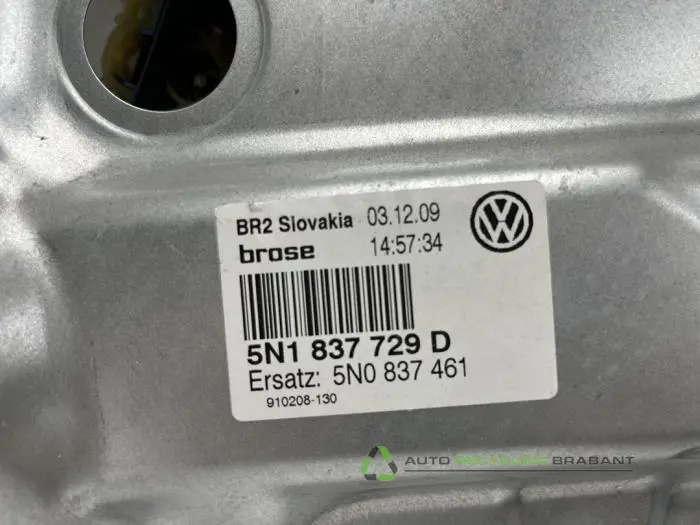 BR2 Slovakia 03.12.09
brose 14:57:34
5N1 837 729 D
Ersatz: 5N0 837 461
910208-130
AUTO RECYCLING BRABANT